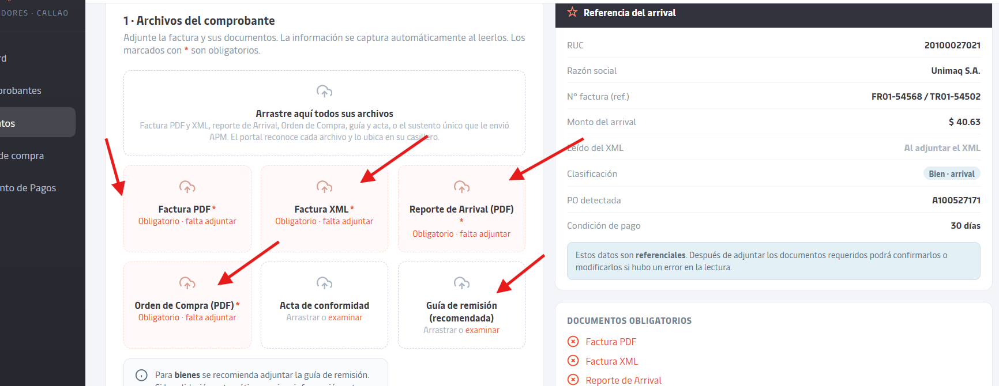 DORES · CALLAO
rd
probantes
tos
de compra
nto de Pagos
1 · Archivos del comprobante
Adjunte la factura y sus documentos. La información se captura automáticamente al leerlos. Los
marcados con * son obligatorios.
Arrastre aquí todos sus archivos
Factura PDF y XML, reporte de Arrival, Orden de Compra, guía y acta, o el sustento único que le envió
APM. El portal reconoce cada archivo y lo ubica en su casillero.
Factura PDF *
Obligatorio · falta adjuntar
Factura XML *
Obligatorio · falta adjuntar
Reporte de Arrival (PDF)
*
Obligatorio · falta adjuntar
Orden de Compra (PDF) *
Obligatorio · falta adjuntar
Acta de conformidad
Arrastrar o examinar
Guía de remisión
(recomendada)
Arrastrar o examinar
Para bienes se recomienda adjuntar la guía de remisión.
Referencia del arrival
RUC 20100027021
Razón social Unimaq S.A.
N° factura (ref.) FR01-54568 / TR01-54502
Monto del arrival $ 40.63
Leído del XML Al adjuntar el XML
Clasificación Bien · arrival
PO detectada A100527171
Condición de pago 30 días
Estos datos son referenciales. Después de adjuntar los documentos requeridos podrá confirmarlos o
modificarlos si hubo un error en la lectura.
DOCUMENTOS OBLIGATORIOS
Factura PDF
Factura XML
Reporte de Arrival